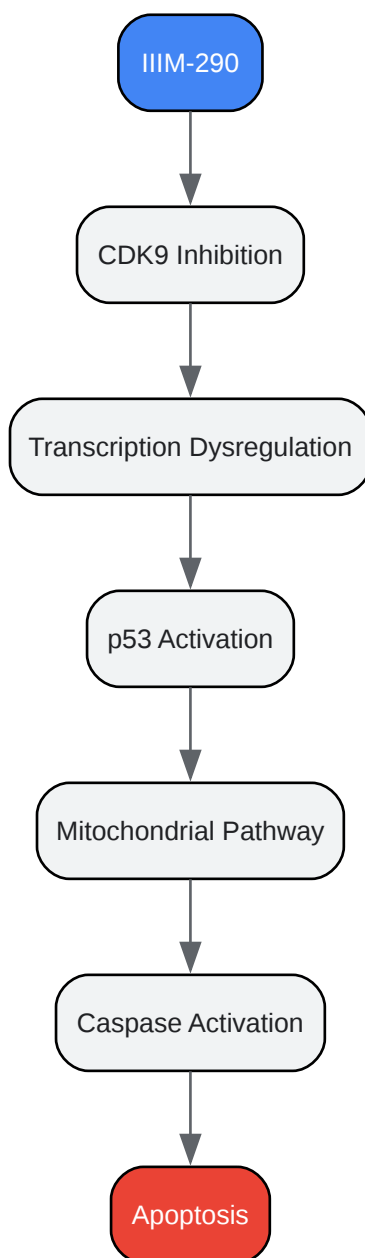 IIIM-290
CDK9 Inhibition
Transcription Dysregulation
p53 Activation
Mitochondrial Pathway
Caspase Activation
Apoptosis